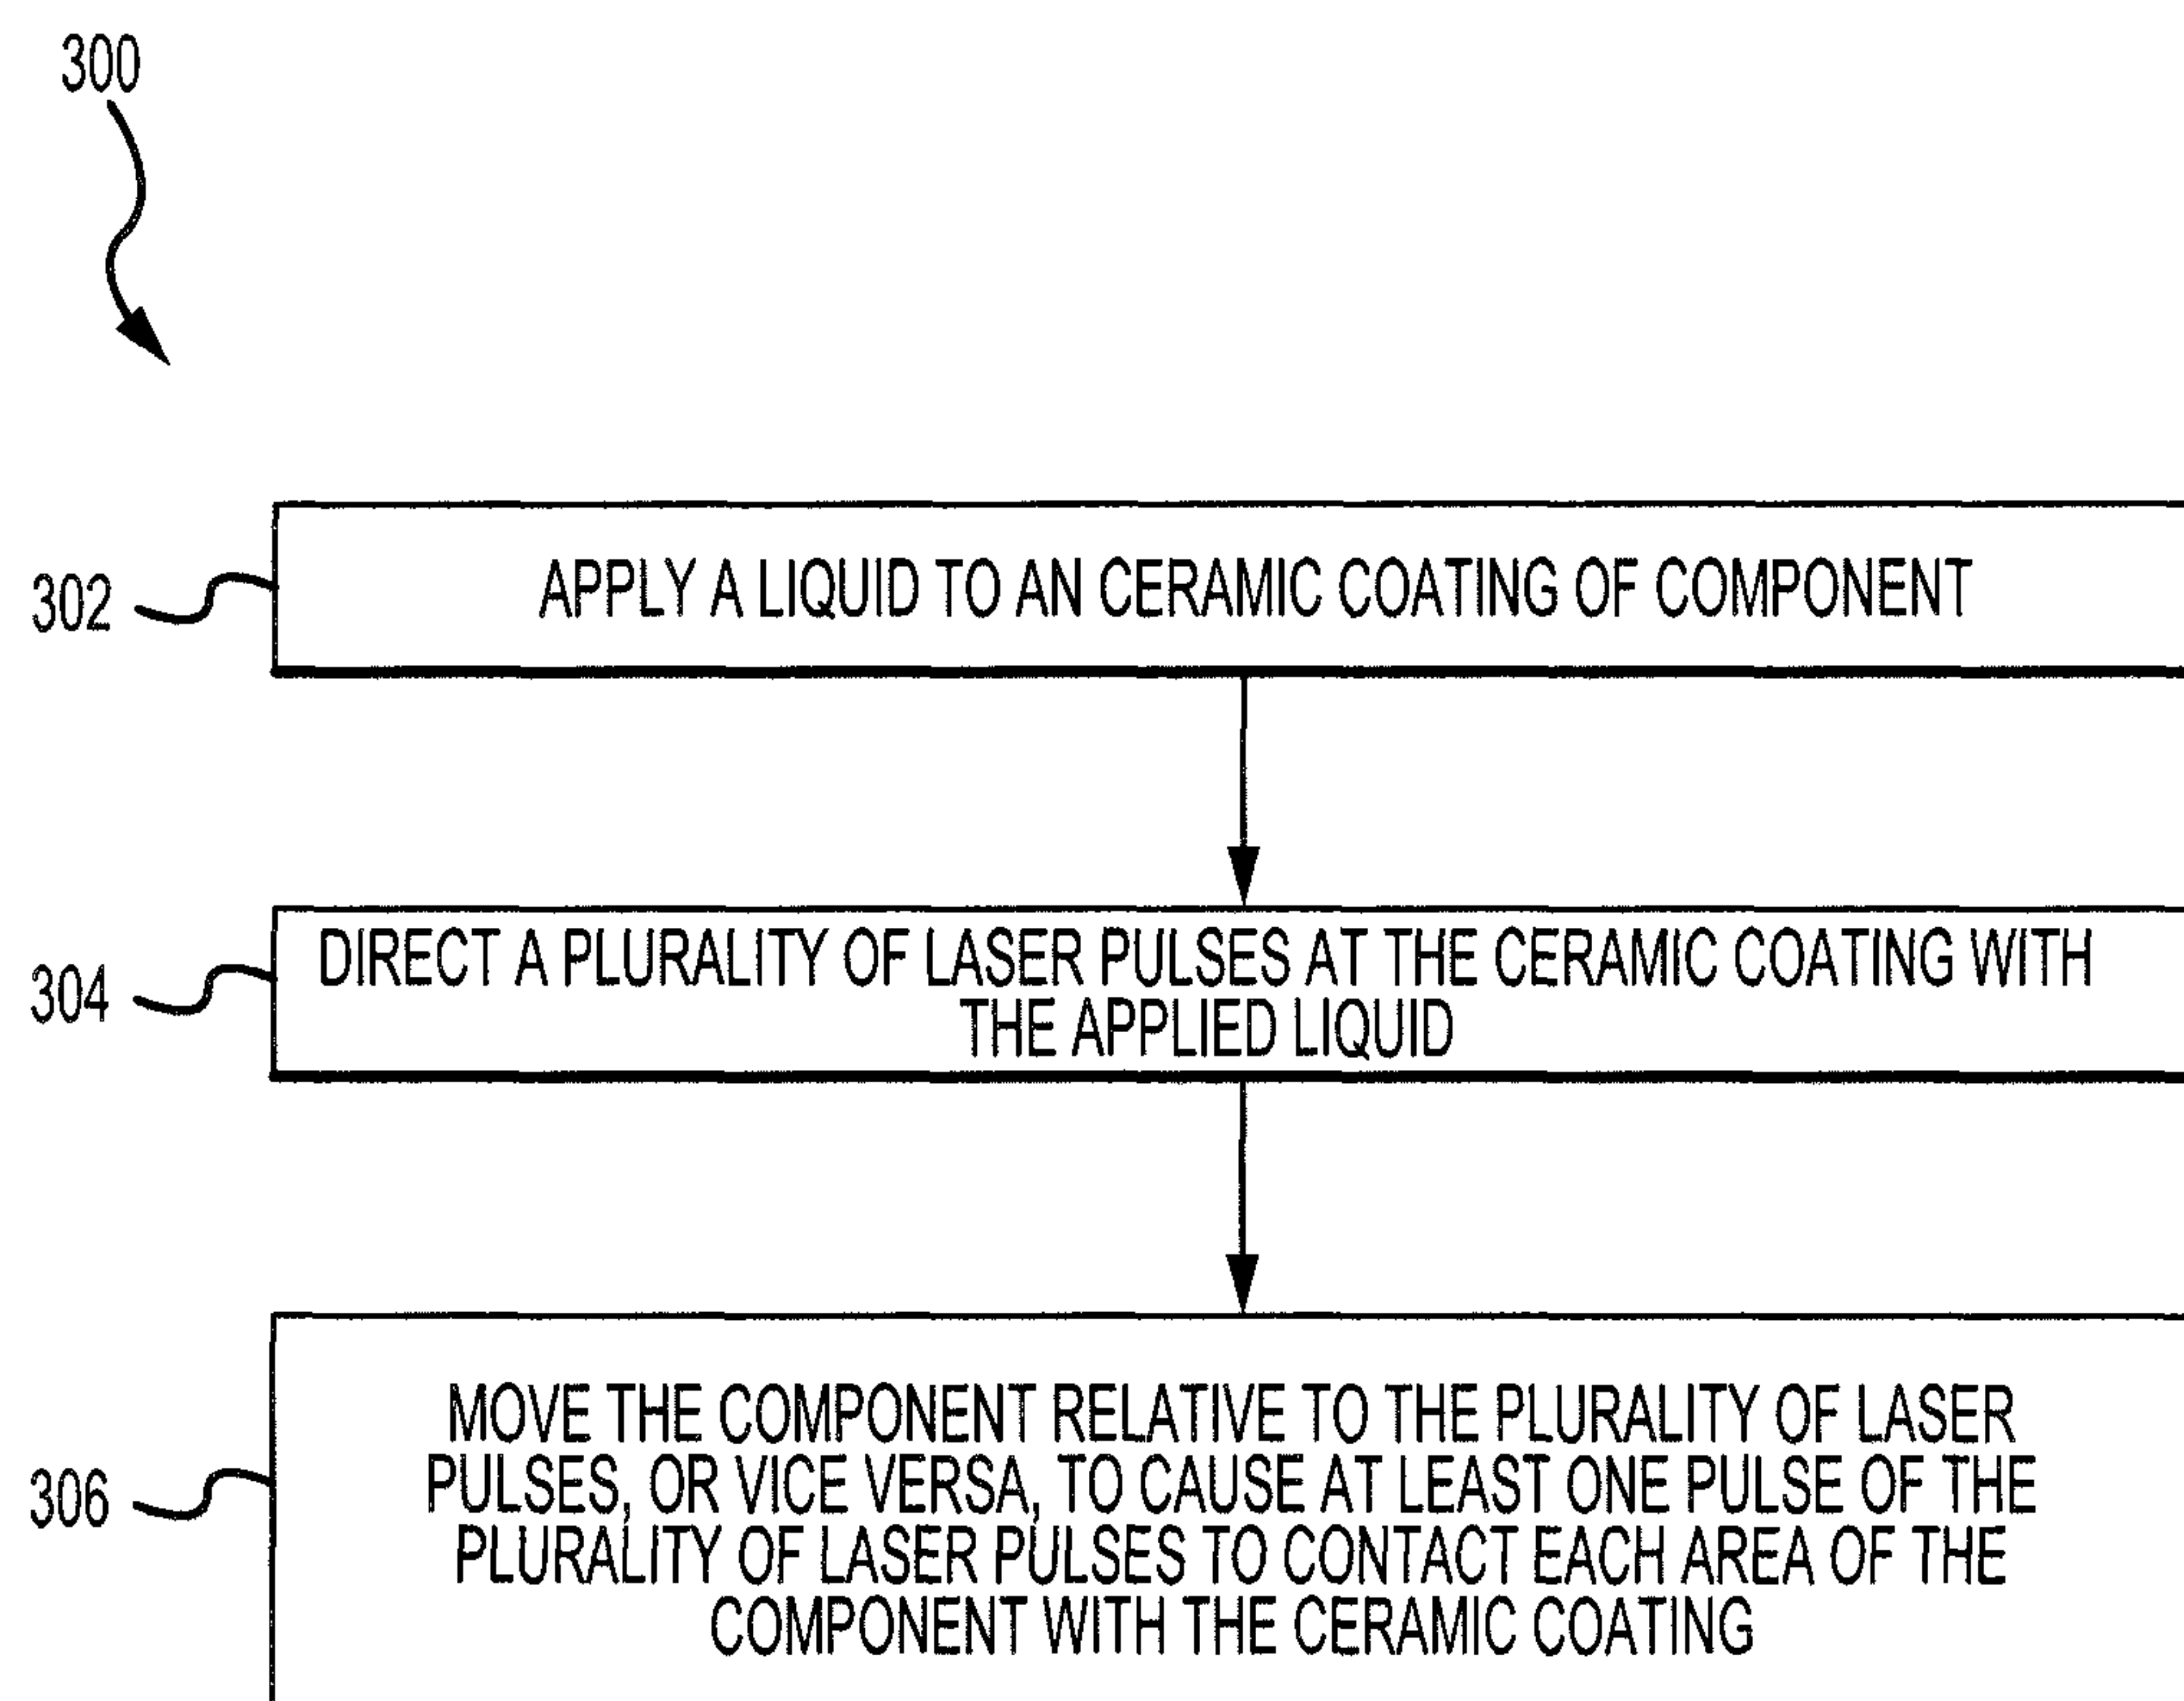 300
302
APPLY A LIQUID TO AN CERAMIC COATING OF COMPONENT
304
DIRECT A PLURALITY OF LASER PULSES AT THE CERAMIC COATING WITH
THE APPLIED LIQUID
306
MOVE THE COMPONENT RELATIVE TO THE PLURALITY OF LASER
PULSES, OR VICE VERSA, TO CAUSE AT LEAST ONE PULSE OF THE
PLURALITY OF LASER PULSES TO CONTACT EACH AREA OF THE
COMPONENT WITH THE CERAMIC COATING